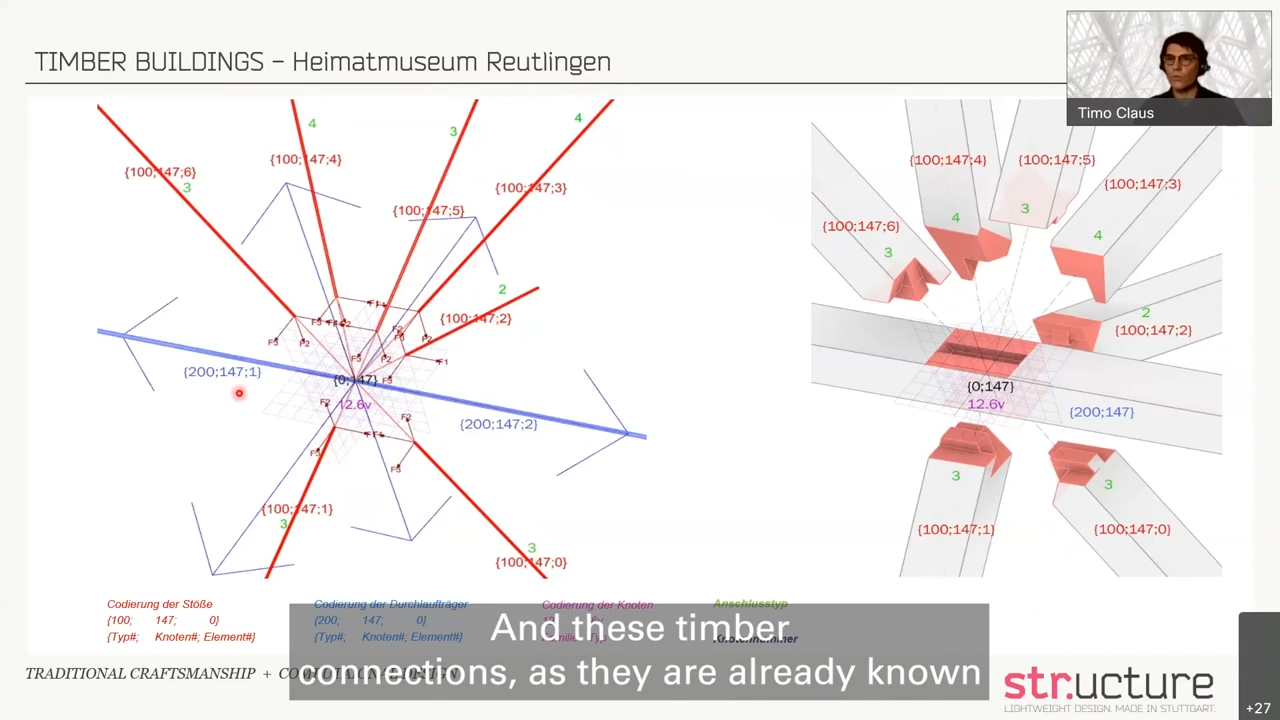 TIMBER BUILDINGS – Heimatmuseum Reutlingen
Timo Claus
4
3
4
{100;147;6}
3
{100;147;4}
{100;147;3}
{100;147;5}
2
{100;147;2}
F1
F3
F2
{200;147;1}
{0;147}
12.6v
{200;147;2}
{100;147;1}
3
3
{100;147;0}
{100;147;4}
{100;147;5}
{100;147;3}
{100;147;6}
3
4
3
4
2
{100;147;2}
{0;147}
12.6v
{200;147}
3
3
{100;147;1}
{100;147;0}
Codierung der Stöße
{100; 147; 0}
{Typ#; Knoten#; Element#}
Codierung der Durchlaufträger
{200; 147; 0}
{Typ#; Knoten#; Element#}
Codierung der Knoten
Anschlusstyp
Knotennummer
And these timber
connections, as they are already known
TRADITIONAL CRAFTSMANSHIP +
str.ucture
LIGHTWEIGHT DESIGN. MADE IN STUTTGART.
+27